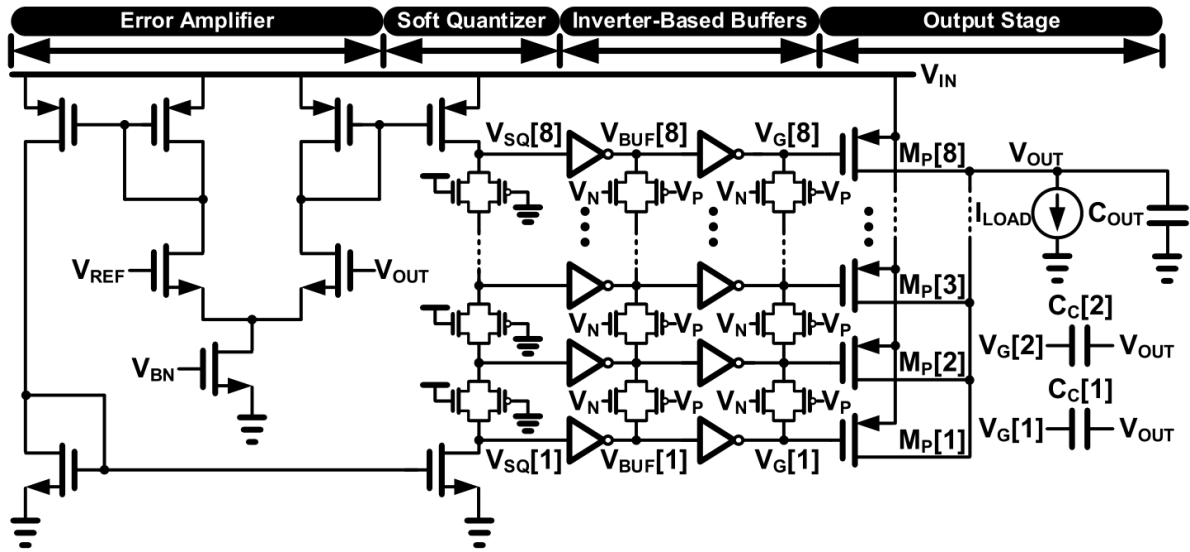 Error Amplifier Soft Quantizer Inverter-Based Buffers Output Stage
VIN
VSQ[8] VBUF[8] VG[8]
MP[8] VOUT
VN VP VN VP
ILOAD COUT
VREF VOUT
MP[3]
CC[2]
VN VP VN VP
VG[2] VOUT
VBN
MP[2]
CC[1]
VN VP VN VP
VG[1] VOUT
MP[1]
VSQ[1] VBUF[1] VG[1]